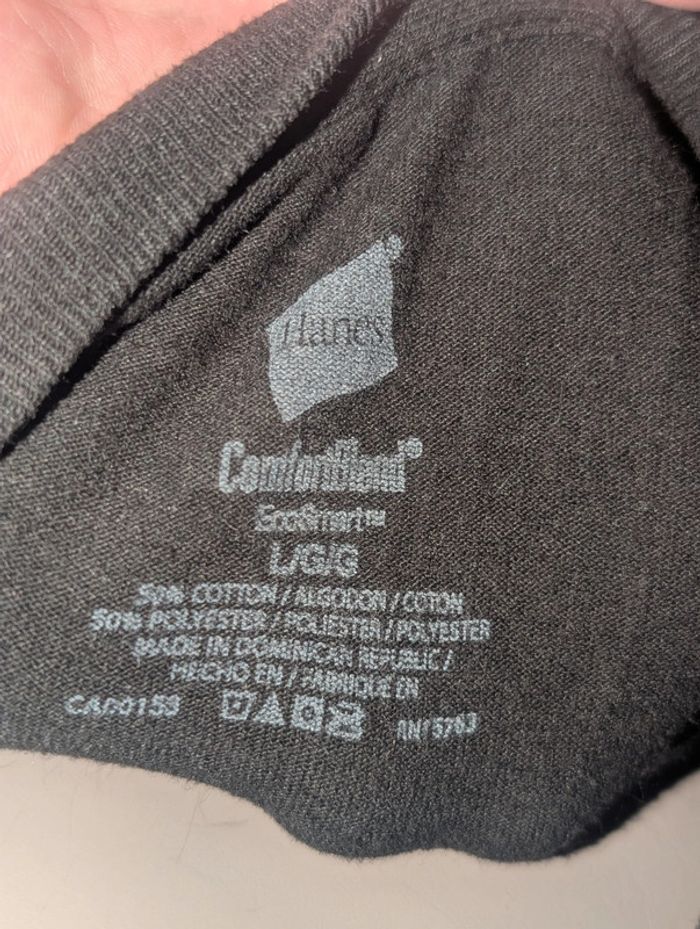 Hanes®
ComfortBlend®
EcoSmart™
L/G/G
50% COTTON / ALGODON / COTON
50% POLYESTER / POLIESTER / POLYESTER
MADE IN DOMINICAN REPUBLIC /
HECHO EN / FABRIQUE EN
CA00153
RN15763